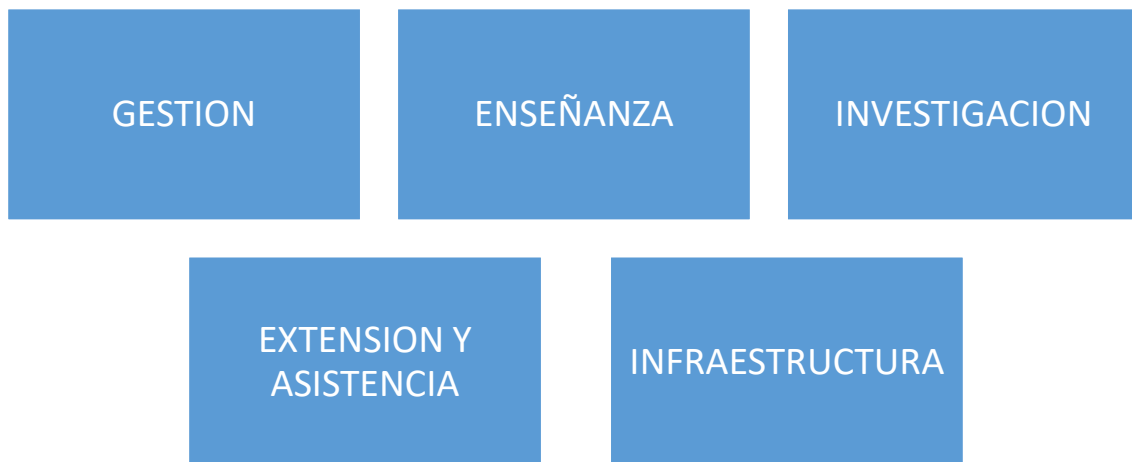 GESTION
ENSEÑANZA
INVESTIGACION
EXTENSION Y
ASISTENCIA
INFRAESTRUCTURA